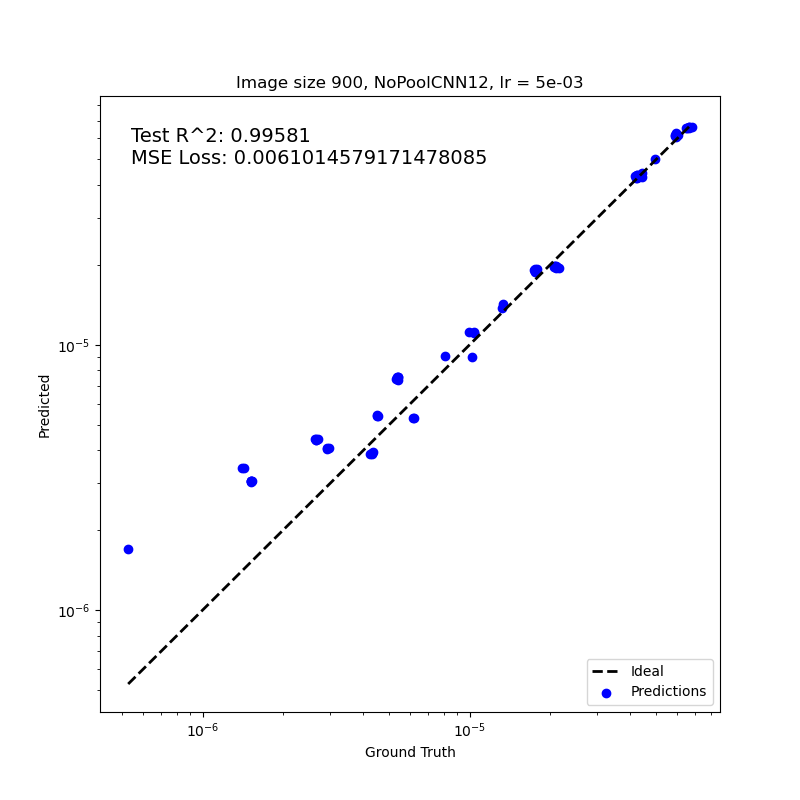 Image size 900, NoPoolCNN12, lr = 5e-03
Test R^2: 0.99581
MSE Loss: 0.0061014579171478085
10⁻⁵
10⁻⁶
Predicted
10⁻⁶
10⁻⁵
Ground Truth
Ideal
Predictions